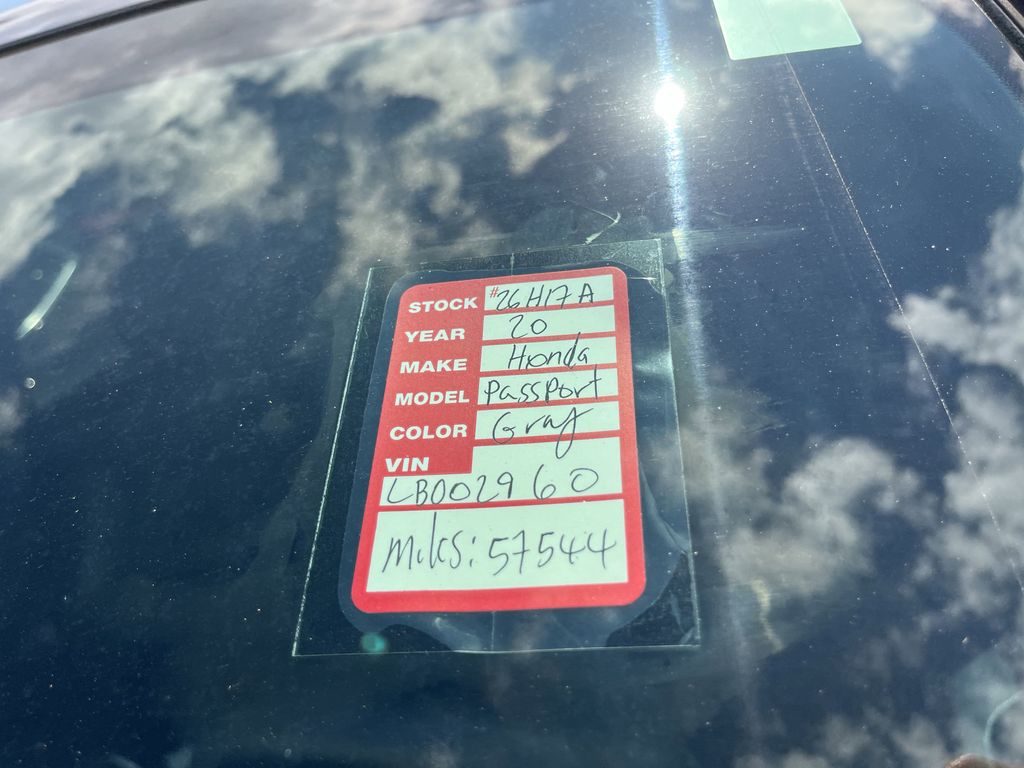 STOCK #26H17A
YEAR 20
MAKE Honda
MODEL Passport
COLOR Gray
VIN
LB002960
Miles: 57544